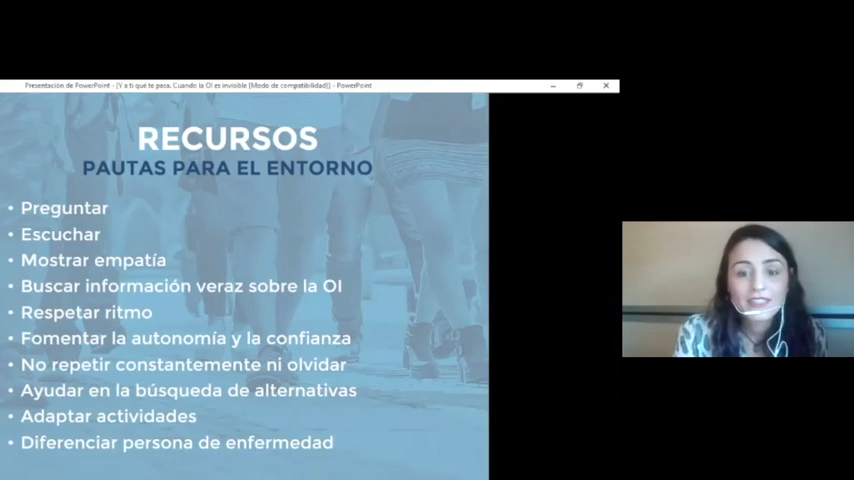 Presentación de PowerPoint - [Y a ti qué te pasa. Cuando la OI es invisible [Modo de compatibilidad]] - PowerPoint
RECURSOS
PAUTAS PARA EL ENTORNO
• Preguntar
• Escuchar
• Mostrar empatía
• Buscar información veraz sobre la OI
• Respetar ritmo
• Fomentar la autonomía y la confianza
• No repetir constantemente ni olvidar
• Ayudar en la búsqueda de alternativas
• Adaptar actividades
• Diferenciar persona de enfermedad